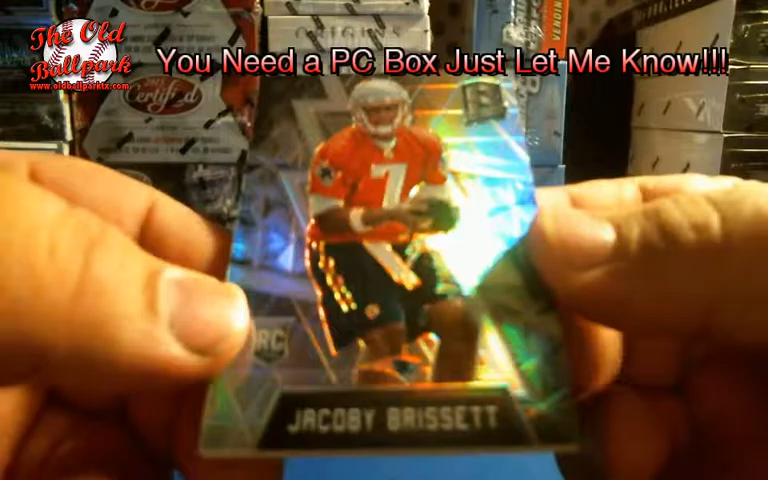 The Old
Ballpark
www.oldballparktx.com
You Need a PC Box Just Let Me Know!!!
ORIGINS
Certified
VENDIN
7
RC
JACOBY BRISSETT